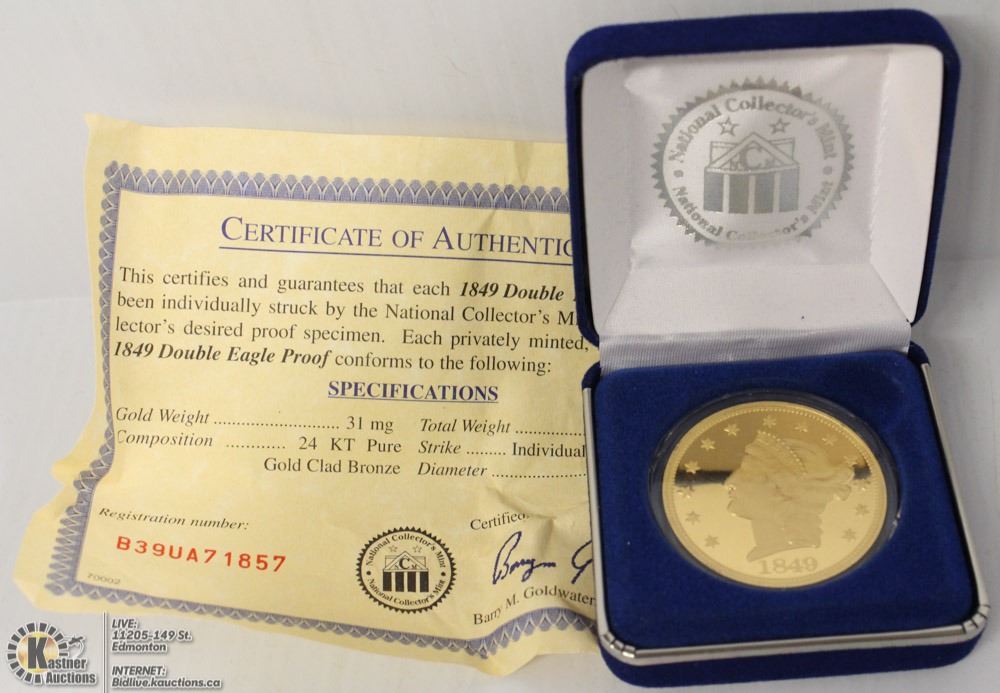 CERTIFICATE OF AUTHENTIC
This certifies and guarantees that each 1849 Double
been individually struck by the National Collector's M
lector's desired proof specimen. Each privately minted,
1849 Double Eagle Proof conforms to the following:
SPECIFICATIONS
Gold Weight .......................... 31 mg
Composition ............ 24 KT Pure
Gold Clad Bronze
Total Weight
Strike ......... Individual
Diameter
Registration number:
B39UA71857
70002
Certified
Barry M. Goldwater
National Collector's Mint
NCM
National Collector's Mint
National Collector's Mint
NCM
National Collector's Mint
1849
Kastner
Auctions
LIVE:
11205-149 St.
Edmonton
INTERNET:
Bidlive.kauctions.ca